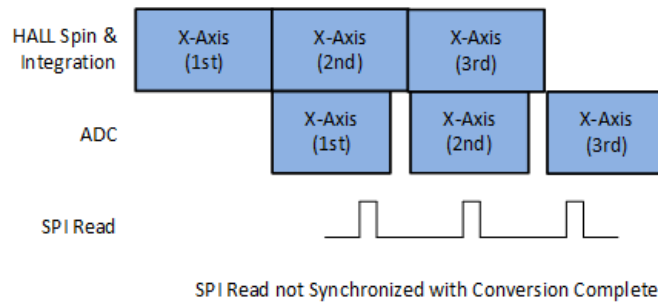 HALL Spin &
Integration
X-Axis
(1st)
X-Axis
(2nd)
X-Axis
(3rd)
ADC
X-Axis
(1st)
X-Axis
(2nd)
X-Axis
(3rd)
SPI Read
SPI Read not Synchronized with Conversion Complete